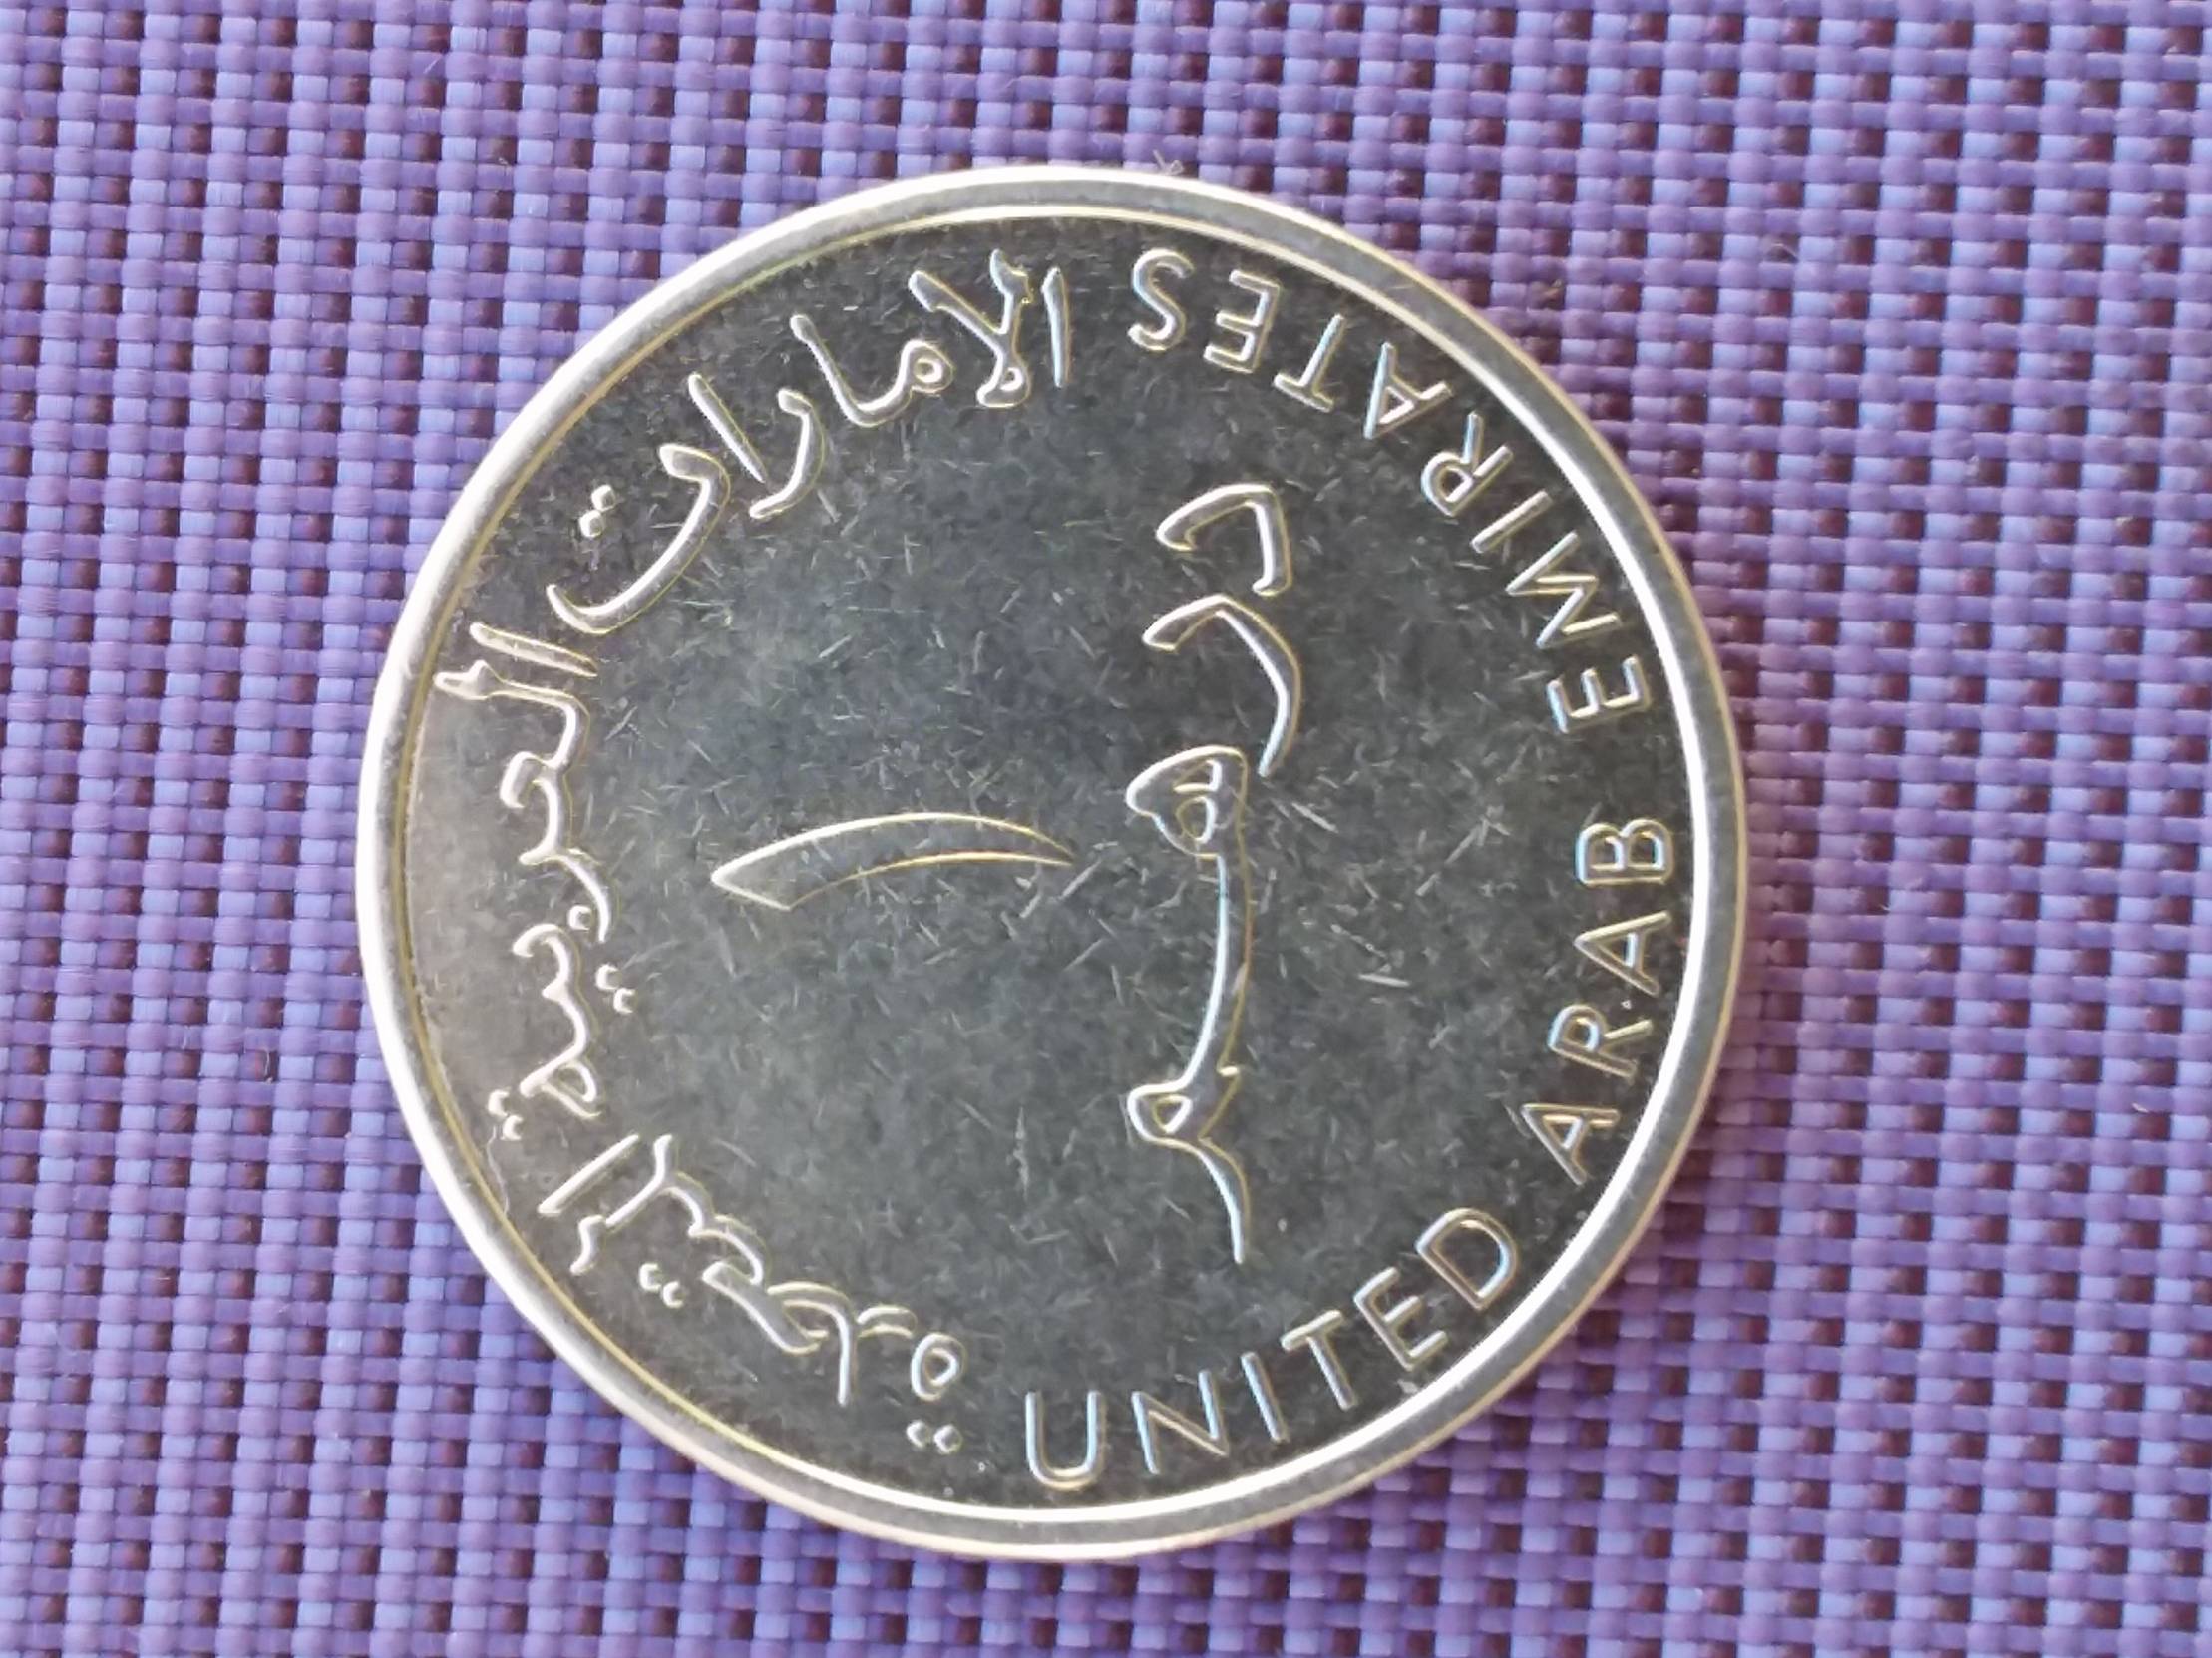 الإمارات العربية المتحدة
١
درهم
UNITED ARAB EMIRATES